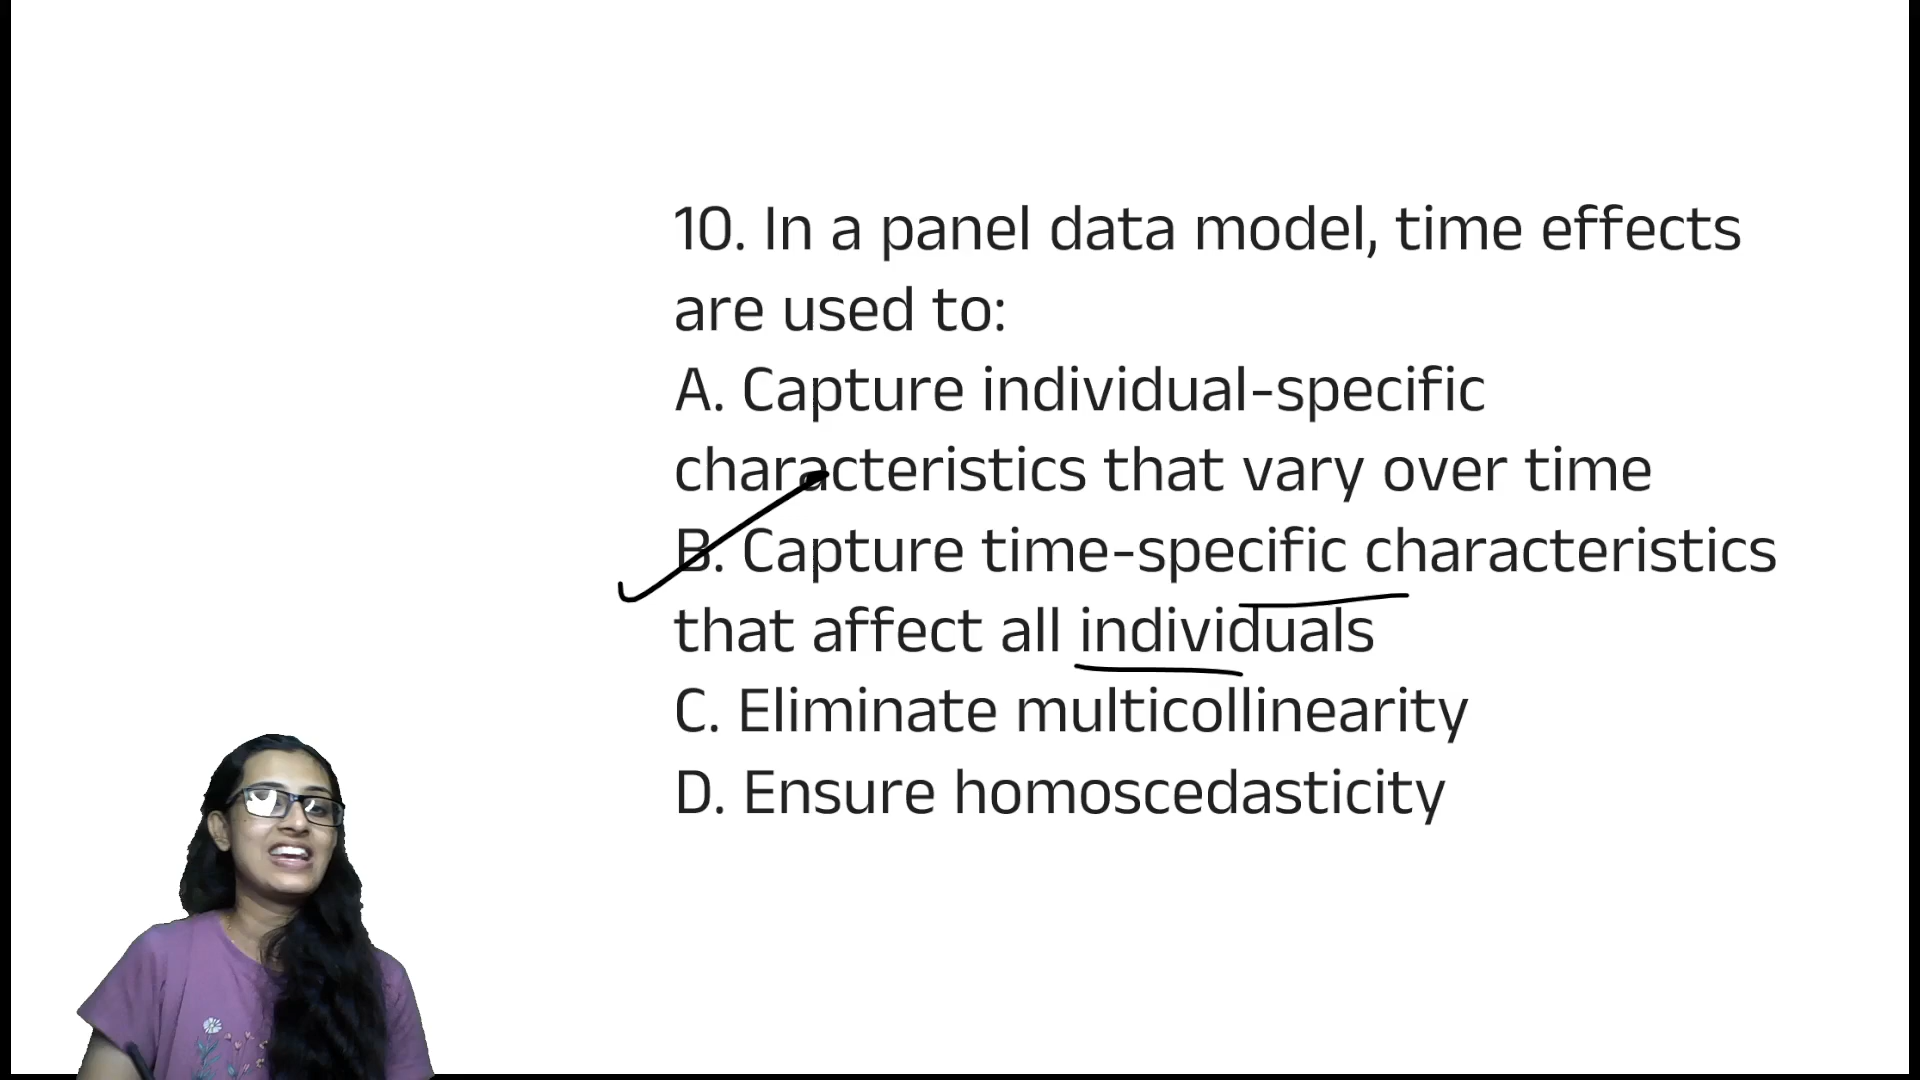 10. In a panel data model, time effects
are used to:
A. Capture individual-specific
characteristics that vary over time
B. Capture time-specific characteristics
that affect all individuals
C. Eliminate multicollinearity
D. Ensure homoscedasticity